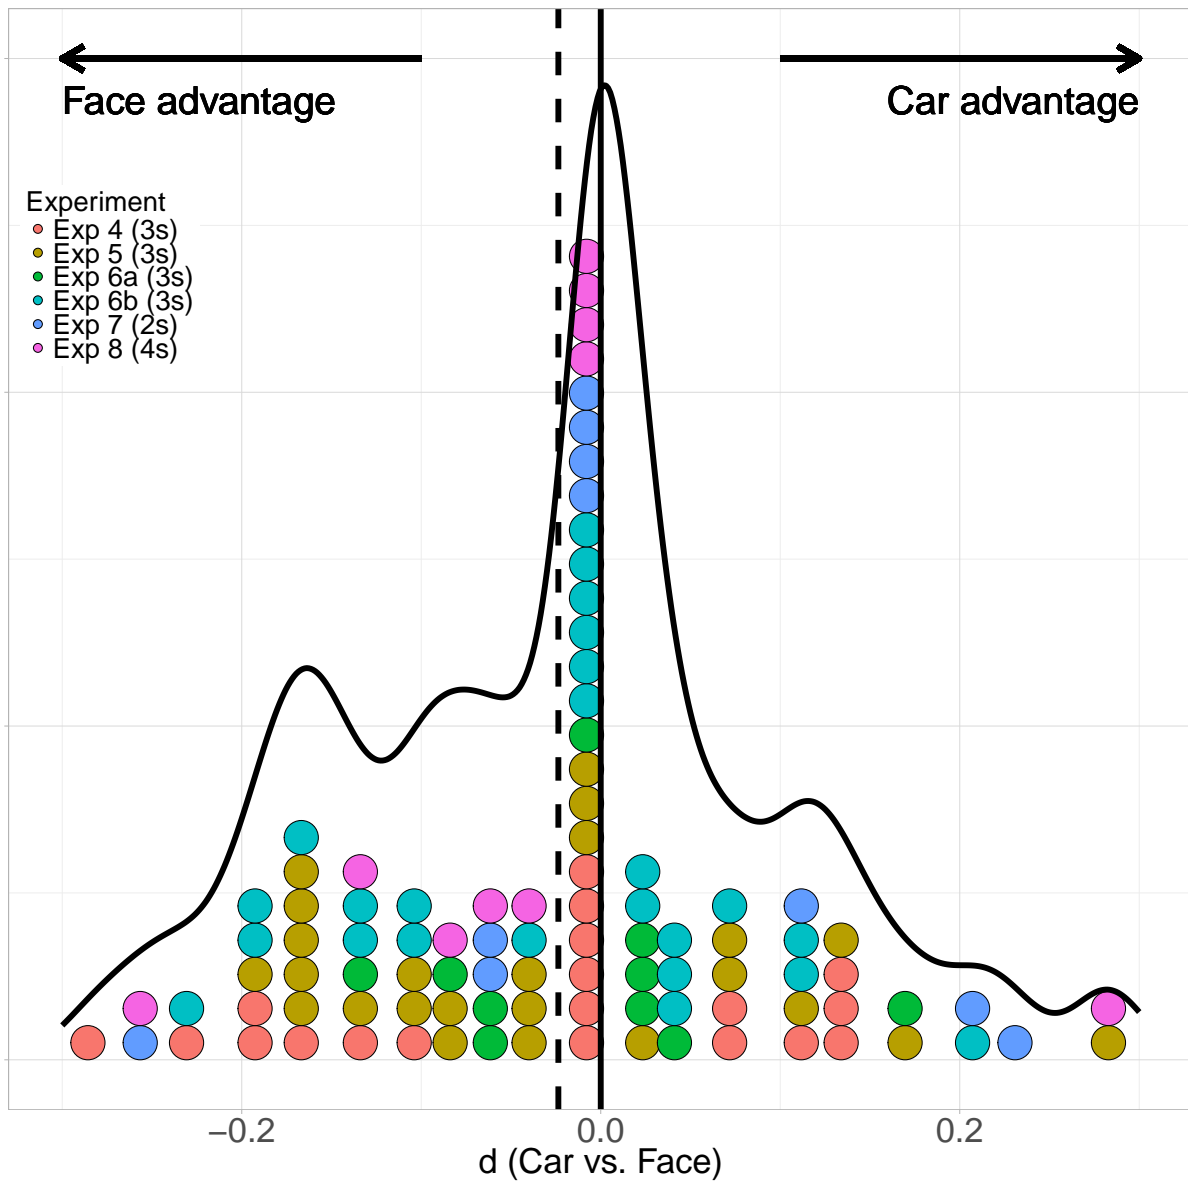 Face advantage
Car advantage
Experiment
Exp 4 (3s)
Exp 5 (3s)
Exp 6a (3s)
Exp 6b (3s)
Exp 7 (2s)
Exp 8 (4s)
−0.2
0.0
0.2
d (Car vs. Face)